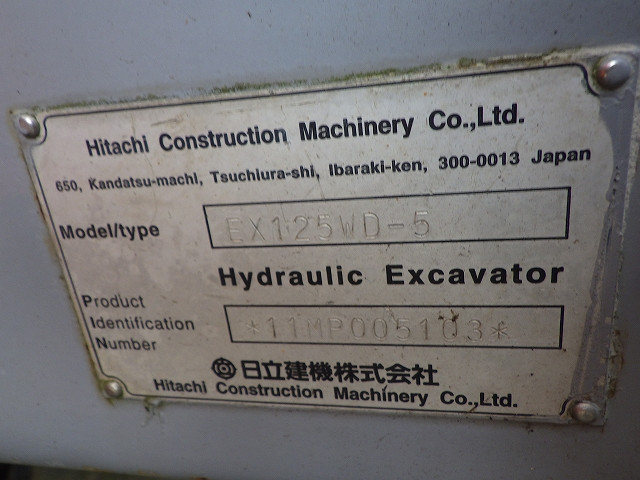 Hitachi Construction Machinery Co.,Ltd.
650, Kandatsu-machi, Tsuchiura-shi, Ibaraki-ken, 300-0013 Japan
Model/type EX125WD-5
Hydraulic Excavator
Product
Identification *11MP005103*
Number
日立建機株式会社
Hitachi Construction Machinery Co.,Ltd.